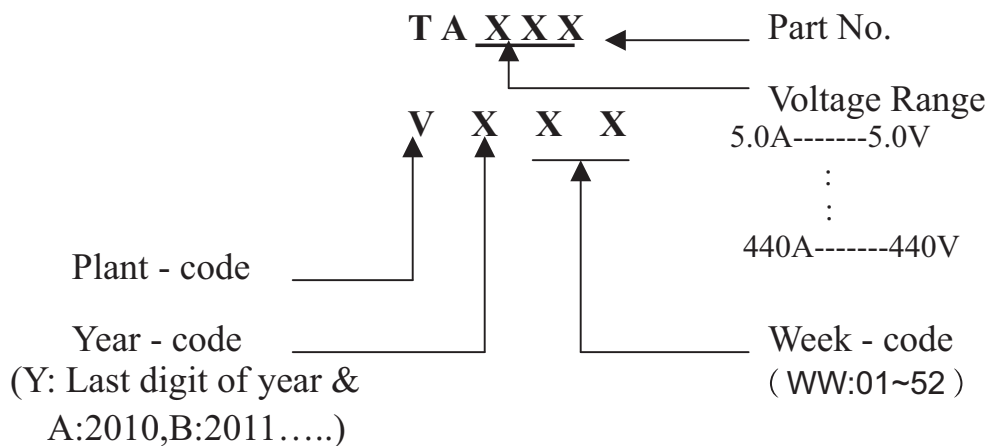 T A X X X
Part No.
Voltage Range
V X X X
5.0A-------5.0V
:
:
440A-------440V
Plant - code
Year - code
(Y: Last digit of year &
A:2010,B:2011…..)
Week - code
（WW:01~52）